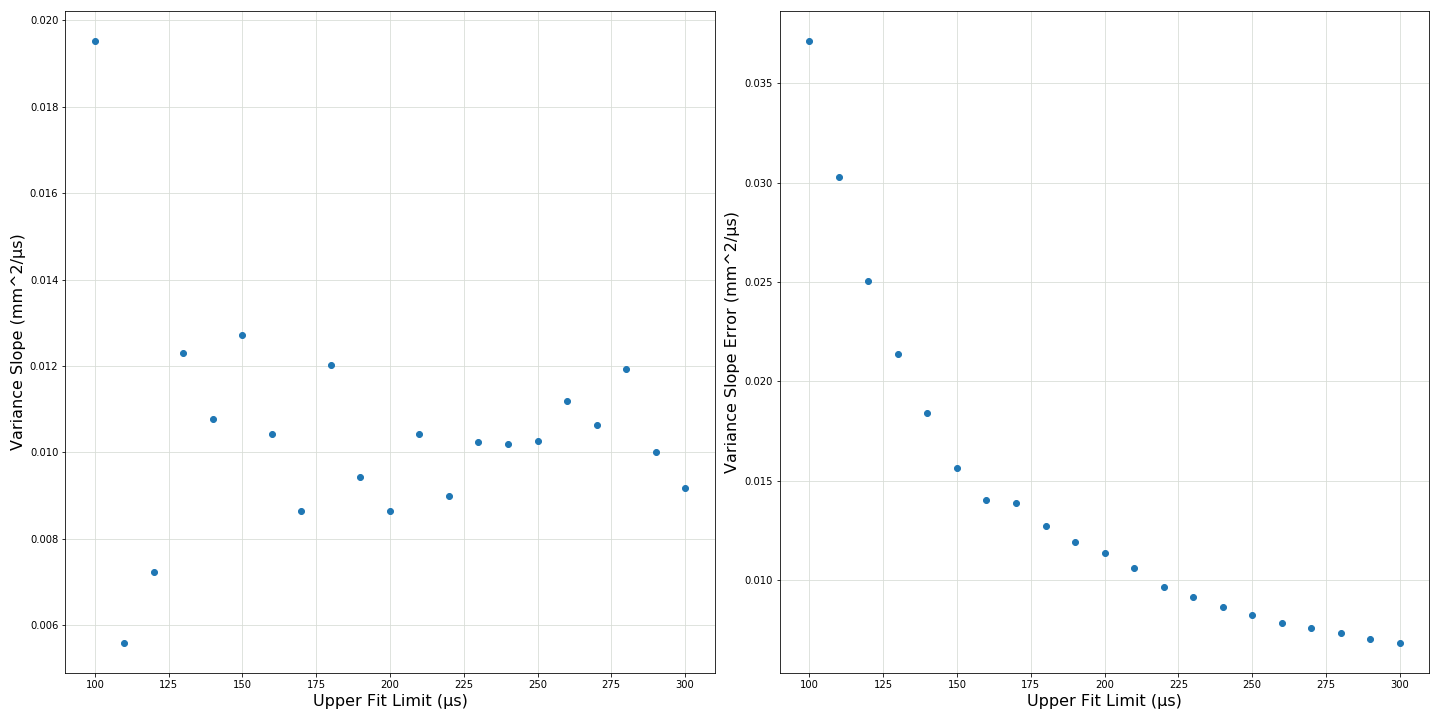 0.020
0.018
0.016
0.014
0.012
0.010
0.008
0.006
Variance Slope (mm^2/μs)
100 125 150 175 200 225 250 275 300
Upper Fit Limit (μs)
0.035
0.030
0.025
0.020
0.015
0.010
Variance Slope Error (mm^2/μs)
100 125 150 175 200 225 250 275 300
Upper Fit Limit (μs)